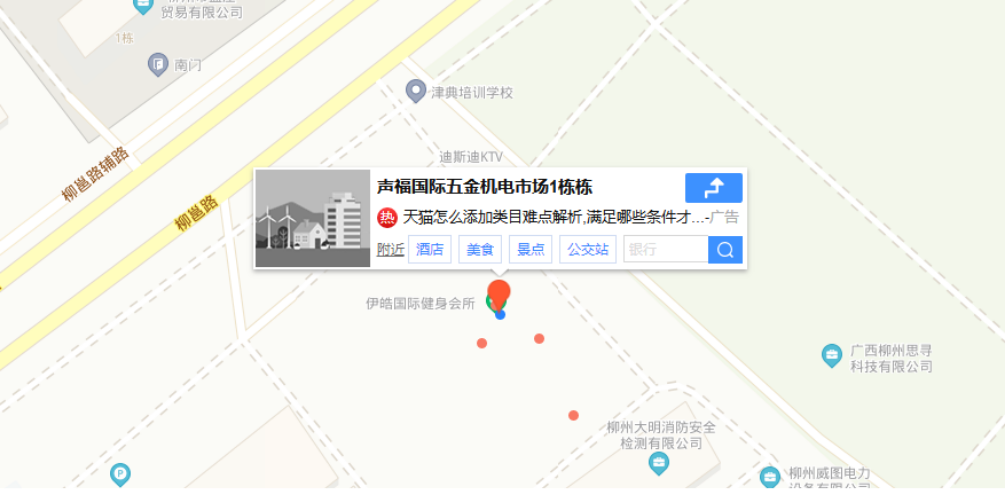 贸易有限公司
1栋
南门
津典培训学校
柳邕路辅路
迪斯迪KTV
柳邕路
声福国际五金机电市场1栋栋
热 天猫怎么添加类目难点解析,满足哪些条件才...-广告
附近 酒店 美食 景点 公交站 银行
伊皓国际健身会所
广西柳州思寻
科技有限公司
柳州大明消防安全
检测有限公司
柳州威图电力
P